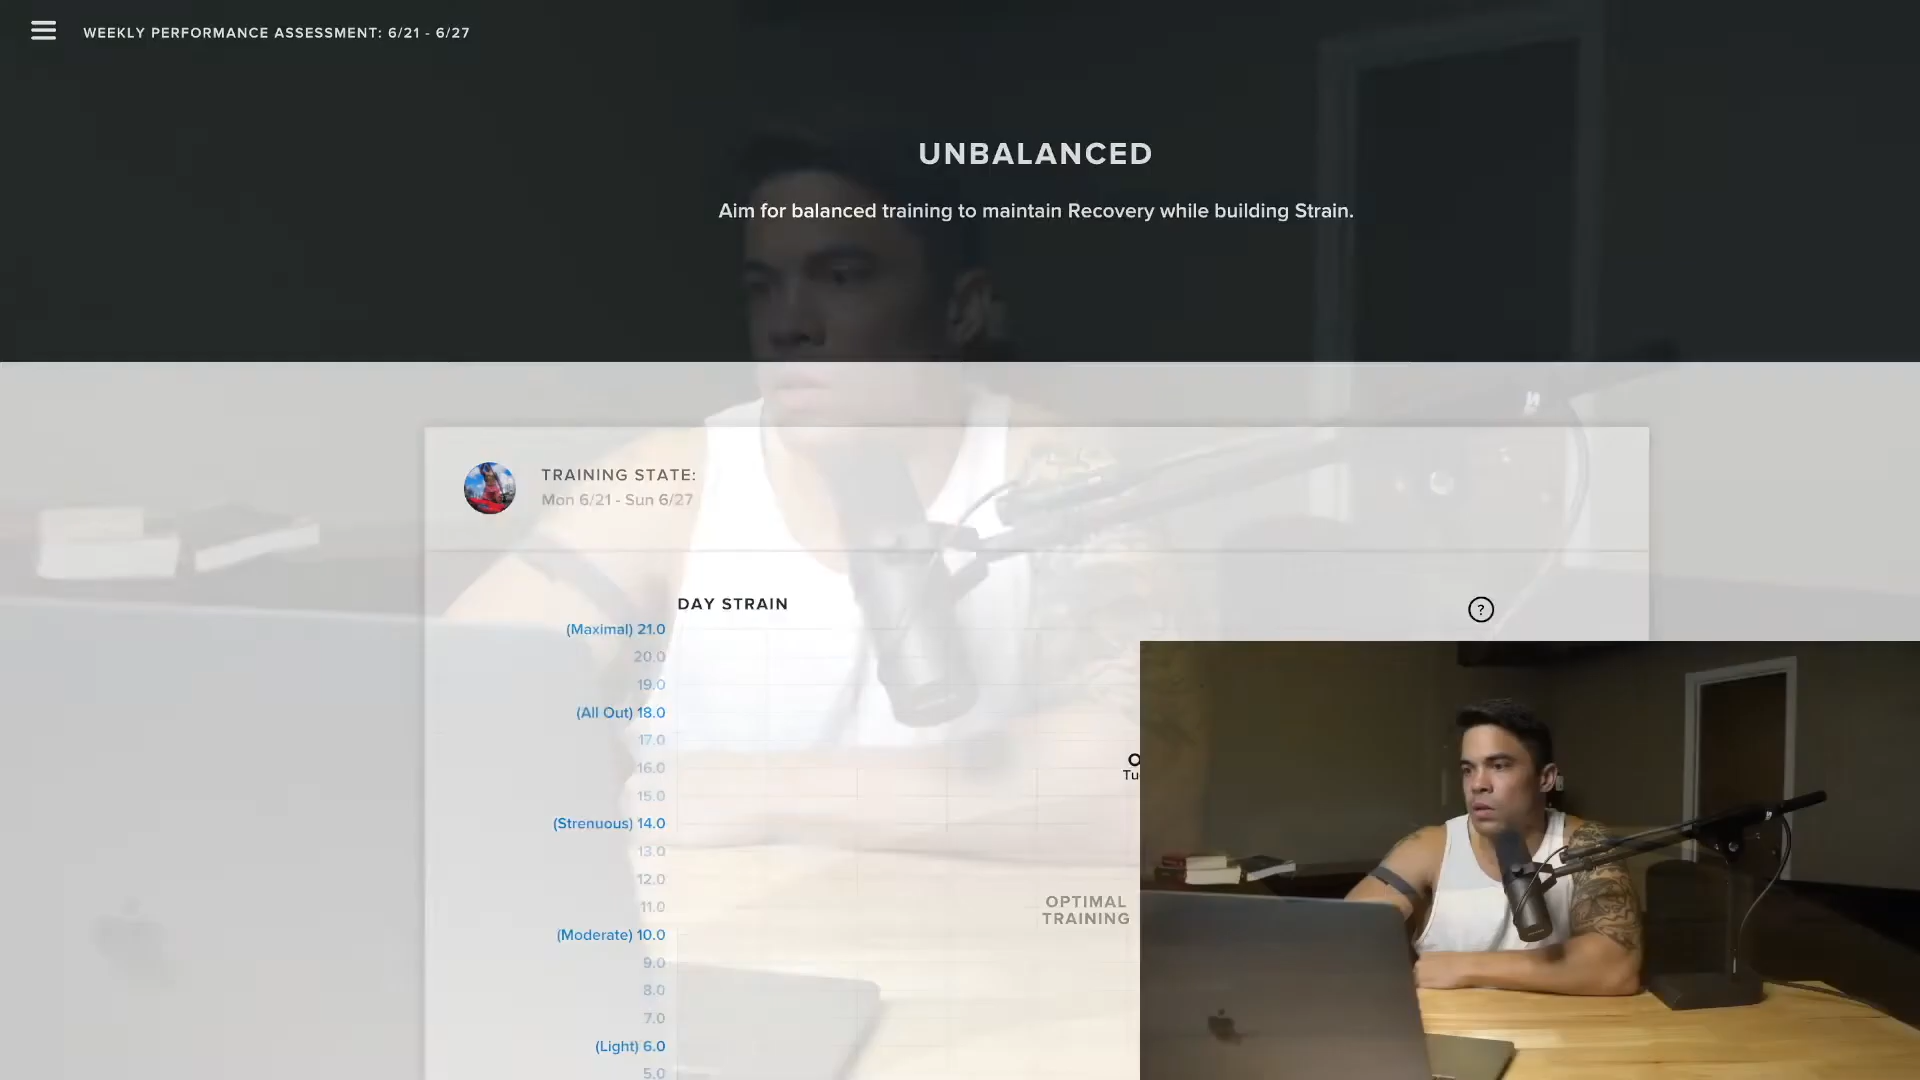 WEEKLY PERFORMANCE ASSESSMENT: 6/21 - 6/27
UNBALANCED
Aim for balanced training to maintain Recovery while building Strain.
TRAINING STATE:
Mon 6/21 - Sun 6/27
DAY STRAIN
?
(Maximal) 21.0
20.0
19.0
(All Out) 18.0
17.0
16.0
15.0
(Strenuous) 14.0
13.0
12.0
11.0
(Moderate) 10.0
9.0
8.0
7.0
(Light) 6.0
5.0
OPTIMAL
TRAINING